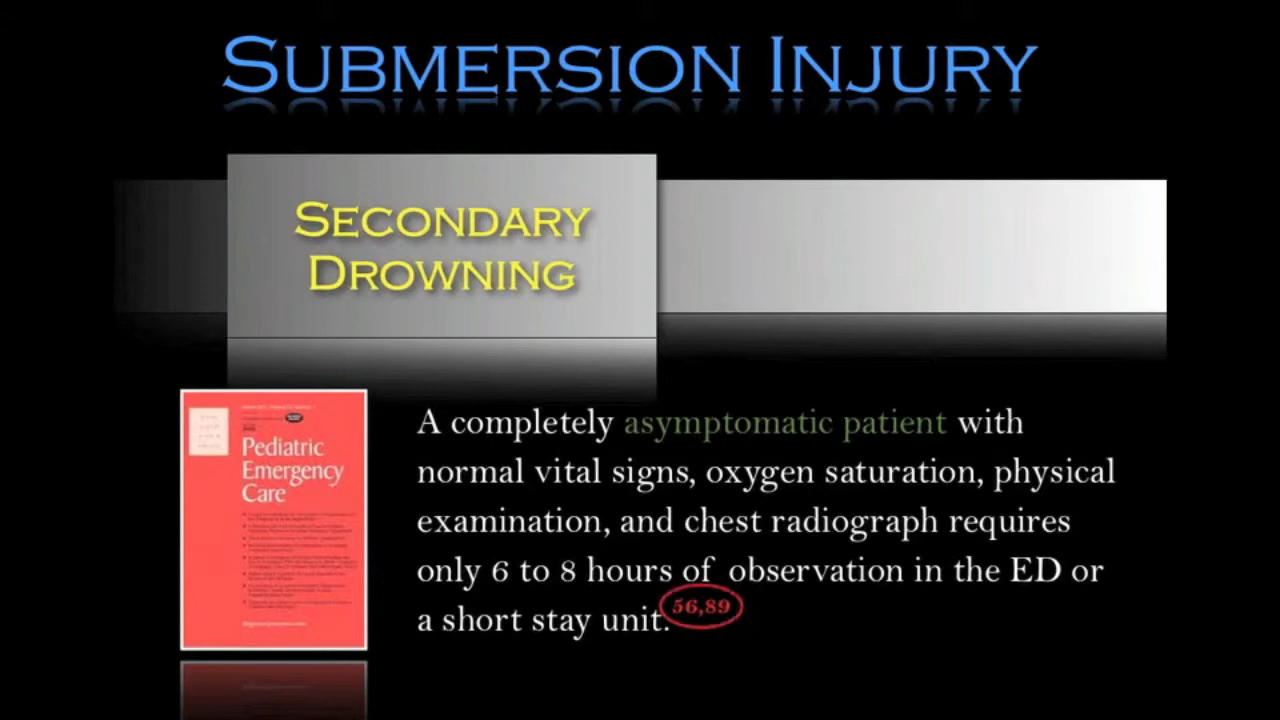 SUBMERSION INJURY
SECONDARY
DROWNING
Pediatric
Emergency
Care
A completely asymptomatic patient with
normal vital signs, oxygen saturation, physical
examination, and chest radiograph requires
only 6 to 8 hours of observation in the ED or
a short stay unit.56,89